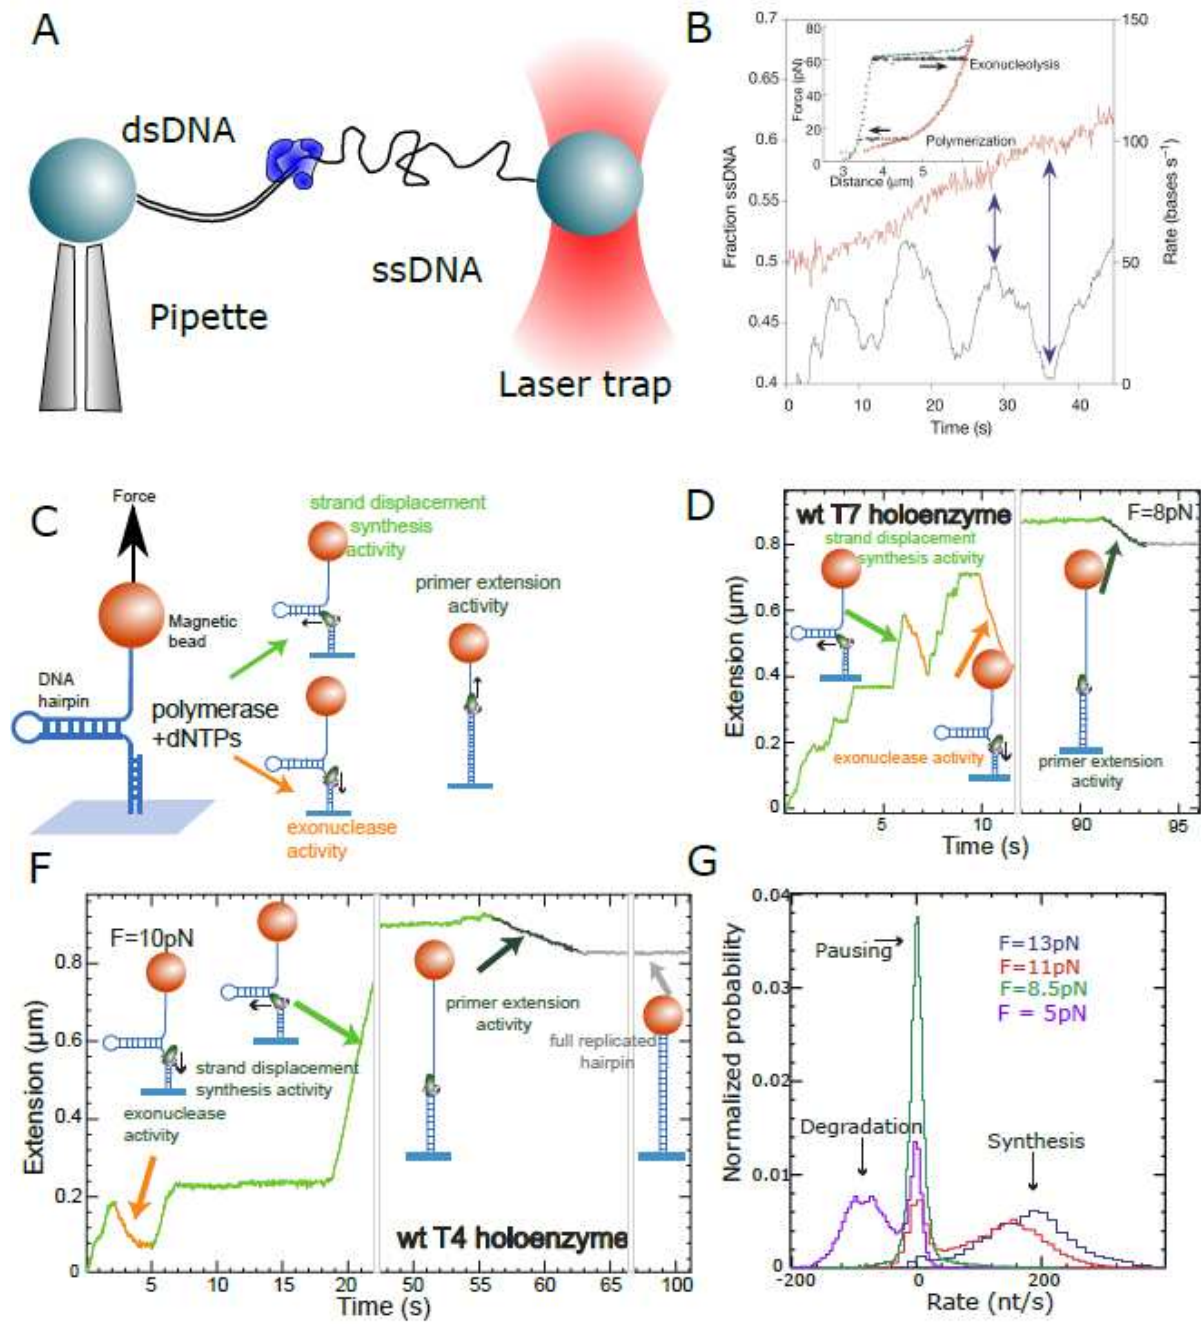 A
dsDNA
ssDNA
Pipette
Laser trap
B
0.7
0.65
0.6
0.55
0.5
0.45
0.4
Fraction ssDNA
0
10
20
30
40
Time (s)
150
100
50
0
Rate (bases s⁻¹)
80
60
40
20
0
Force (pN)
3
4
5
Distance (μm)
Exonucleolysis
Polymerization
C
Force
Magnetic
bead
DNA
hairpin
polymerase
+dNTPs
strand displacement
synthesis
activity
primer extension
activity
exonuclease
activity
D
wt T7 holoenzyme
F=8pN
strand displacement
synthesis activity
exonuclease activity
primer extension
activity
Extension (μm)
0.8
0.6
0.4
0.2
0
5
10
90
95
Time (s)
F
F=10pN
strand displacement
synthesis activity
exonuclease
activity
primer extension
activity
full replicated
hairpin
wt T4 holoenzyme
Extension (μm)
0.8
0.6
0.4
0.2
0
5
10
15
20
50
55
60
65
100
Time (s)
G
Normalized probability
0.04
0.03
0.02
0.01
0
Pausing
Degradation
Synthesis
F=13pN
F=11pN
F=8.5pN
F = 5pN
-200
0
200
Rate (nt/s)